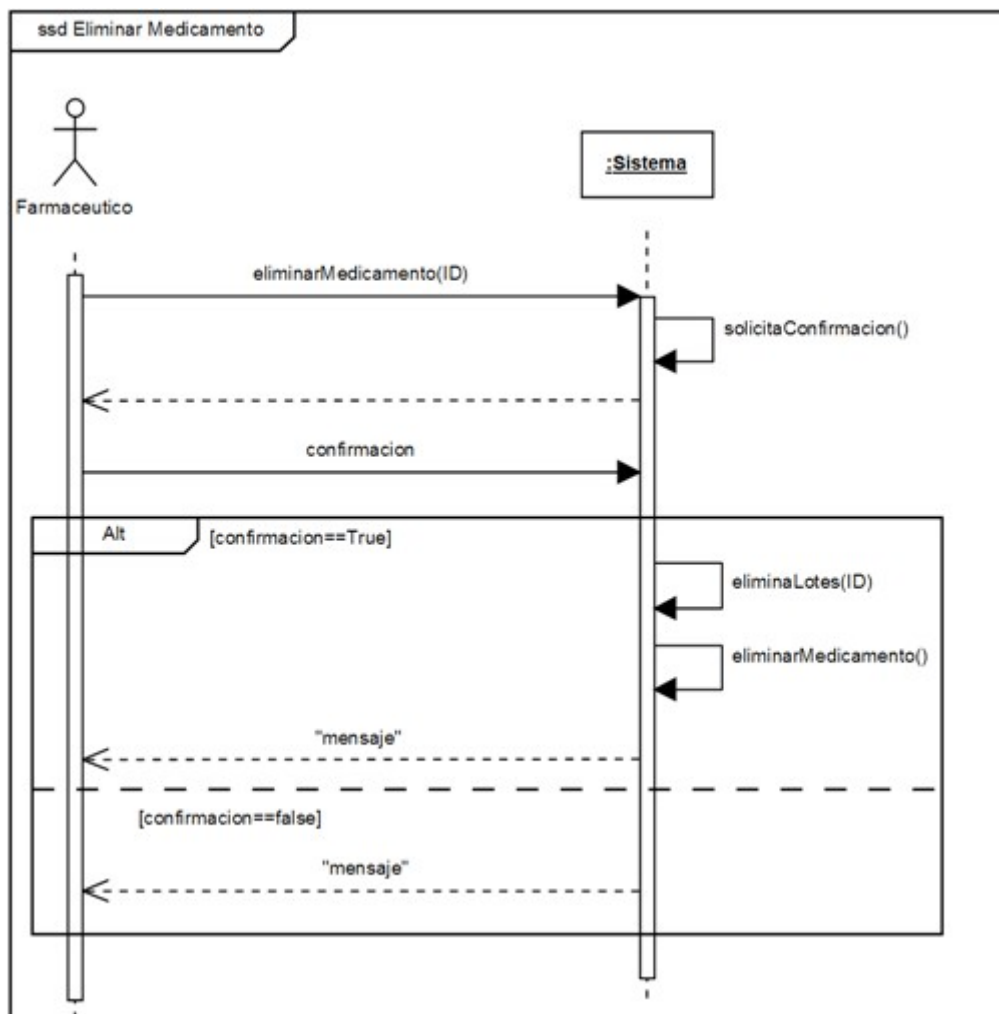 ssd Eliminar Medicamento
:Sistema
Farmaceutico
eliminarMedicamento(ID)
solicitaConfirmacion()
confirmacion
Alt
[confirmacion==True]
eliminaLotes(ID)
eliminarMedicamento()
"mensaje"
[confirmacion==false]
"mensaje"